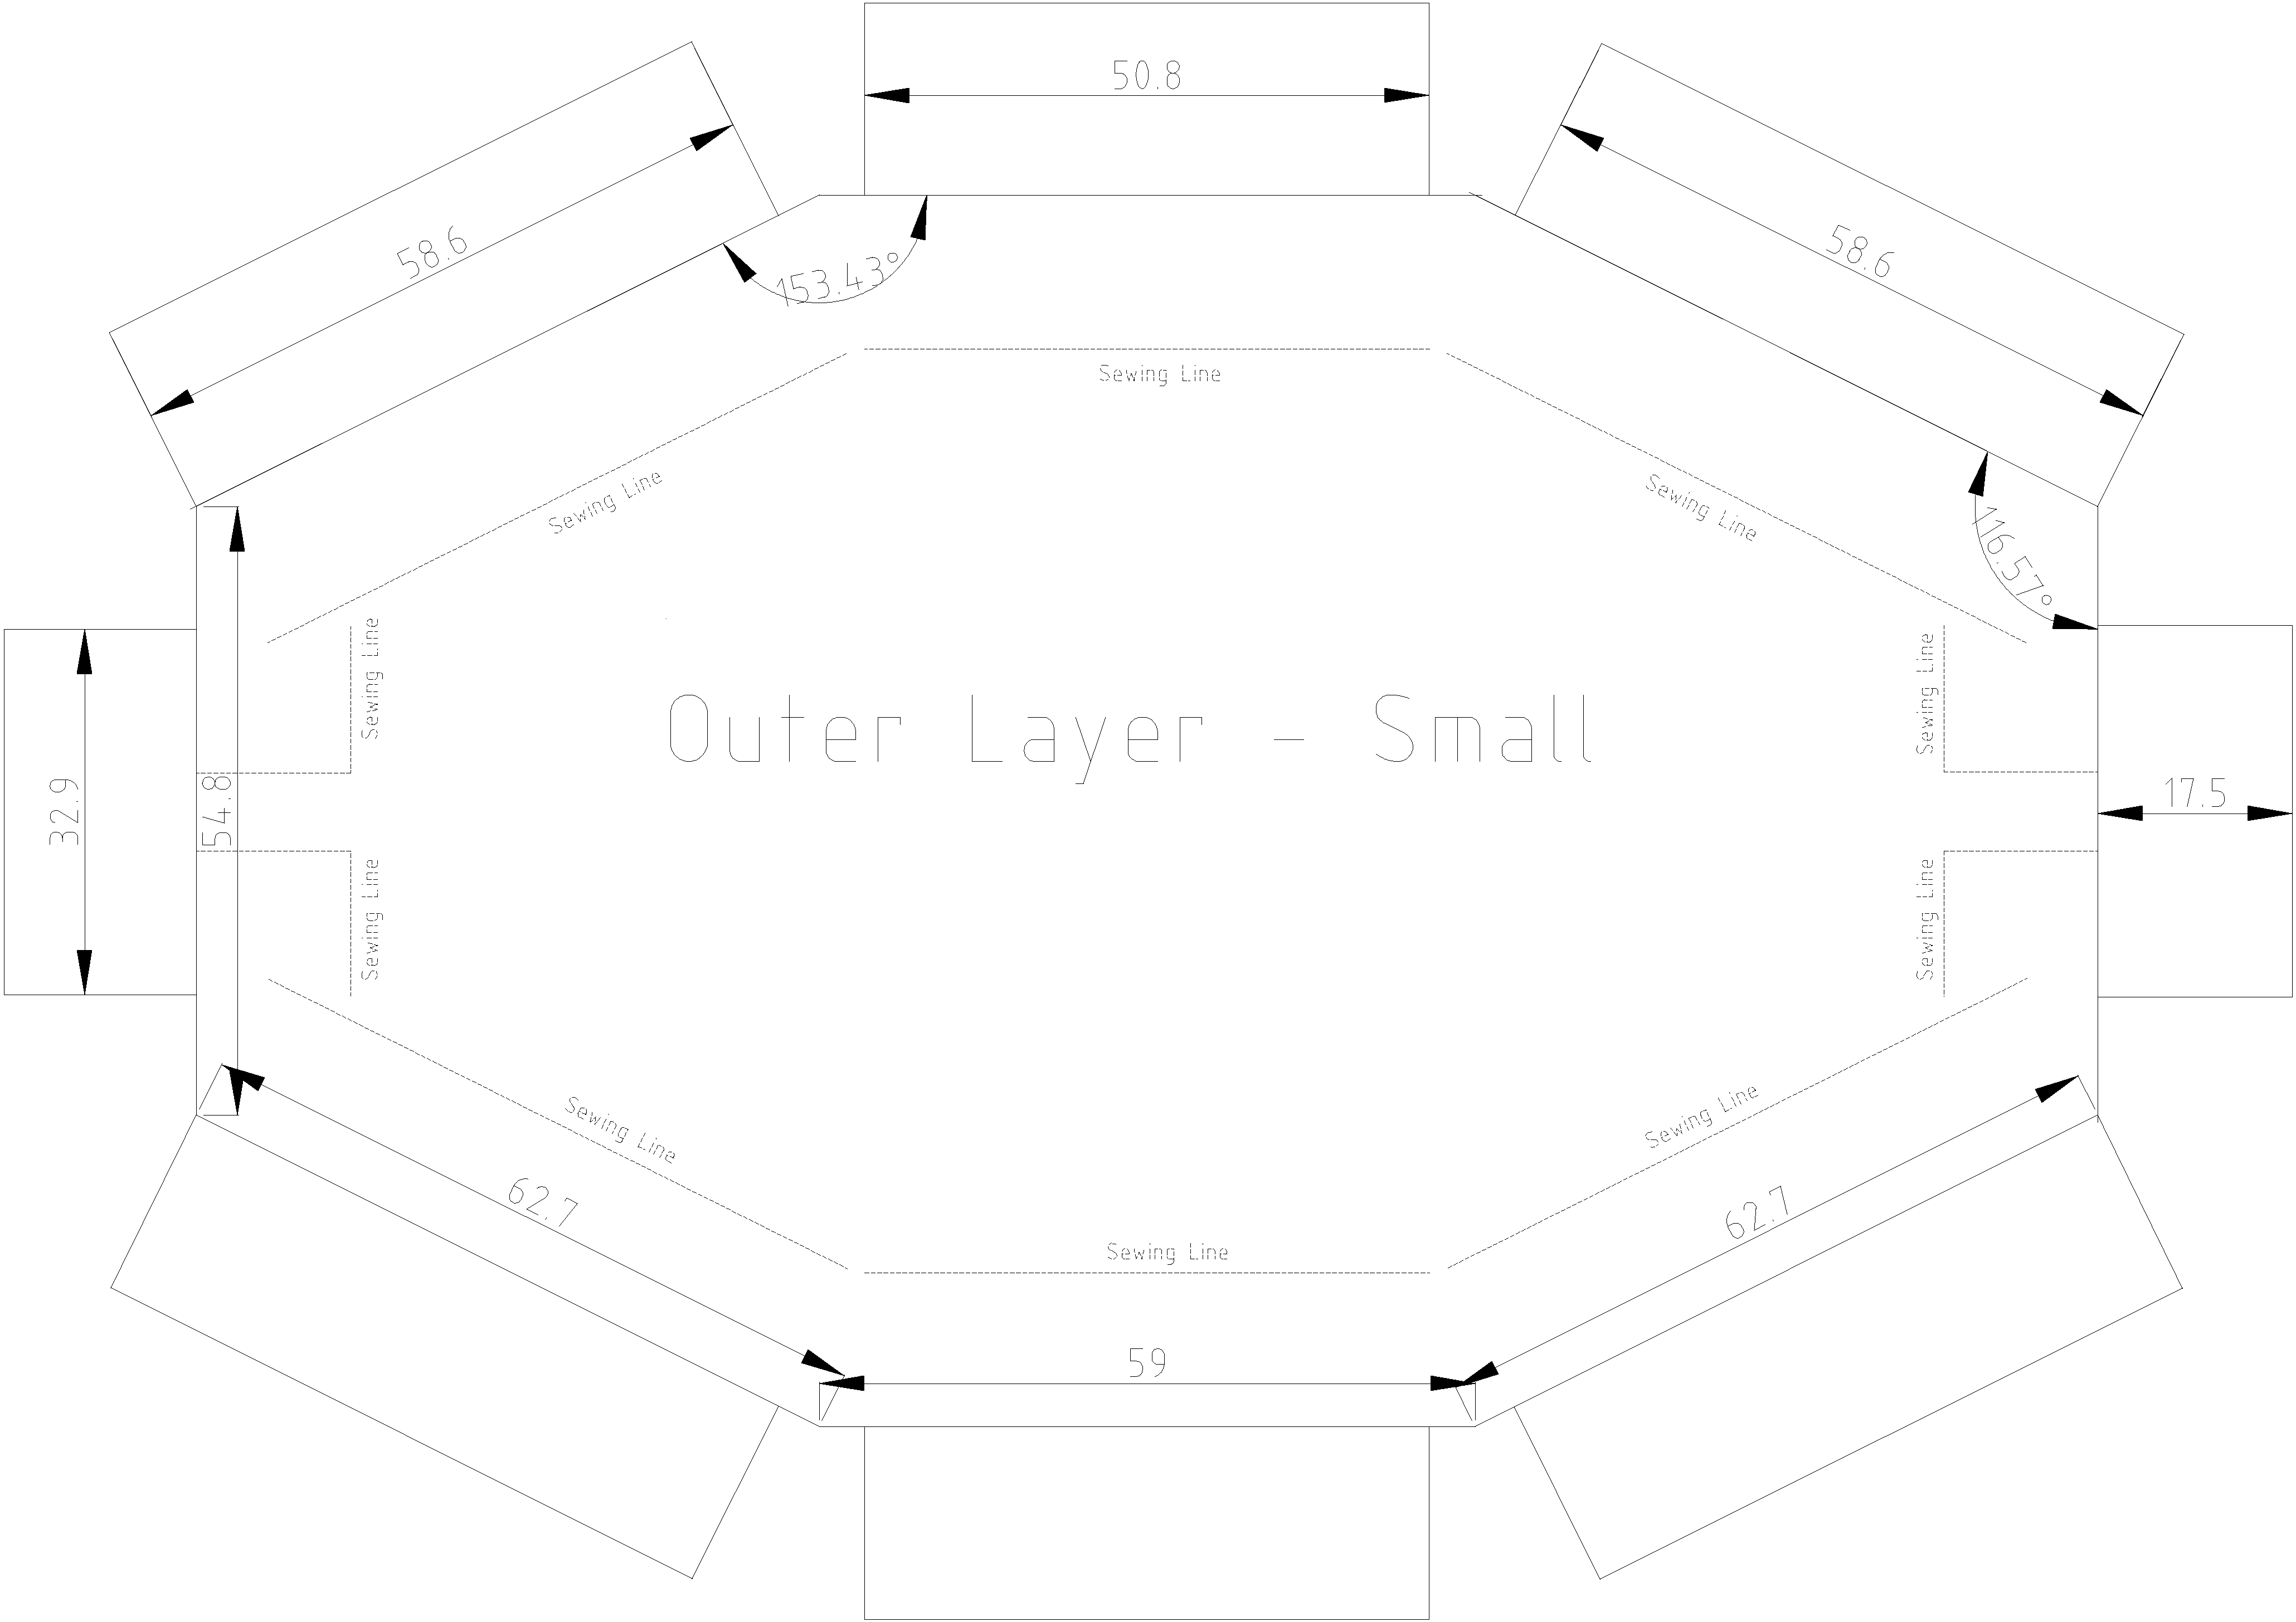 50.8
58.6
58.6
153.43°
Sewing Line
Sewing Line
Sewing Line
116.57°
Sewing Line
Sewing Line
Outer Layer - Small
32.9
54.8
17.5
Sewing Line
Sewing Line
Sewing Line
Sewing Line
62.7
62.7
Sewing Line
59